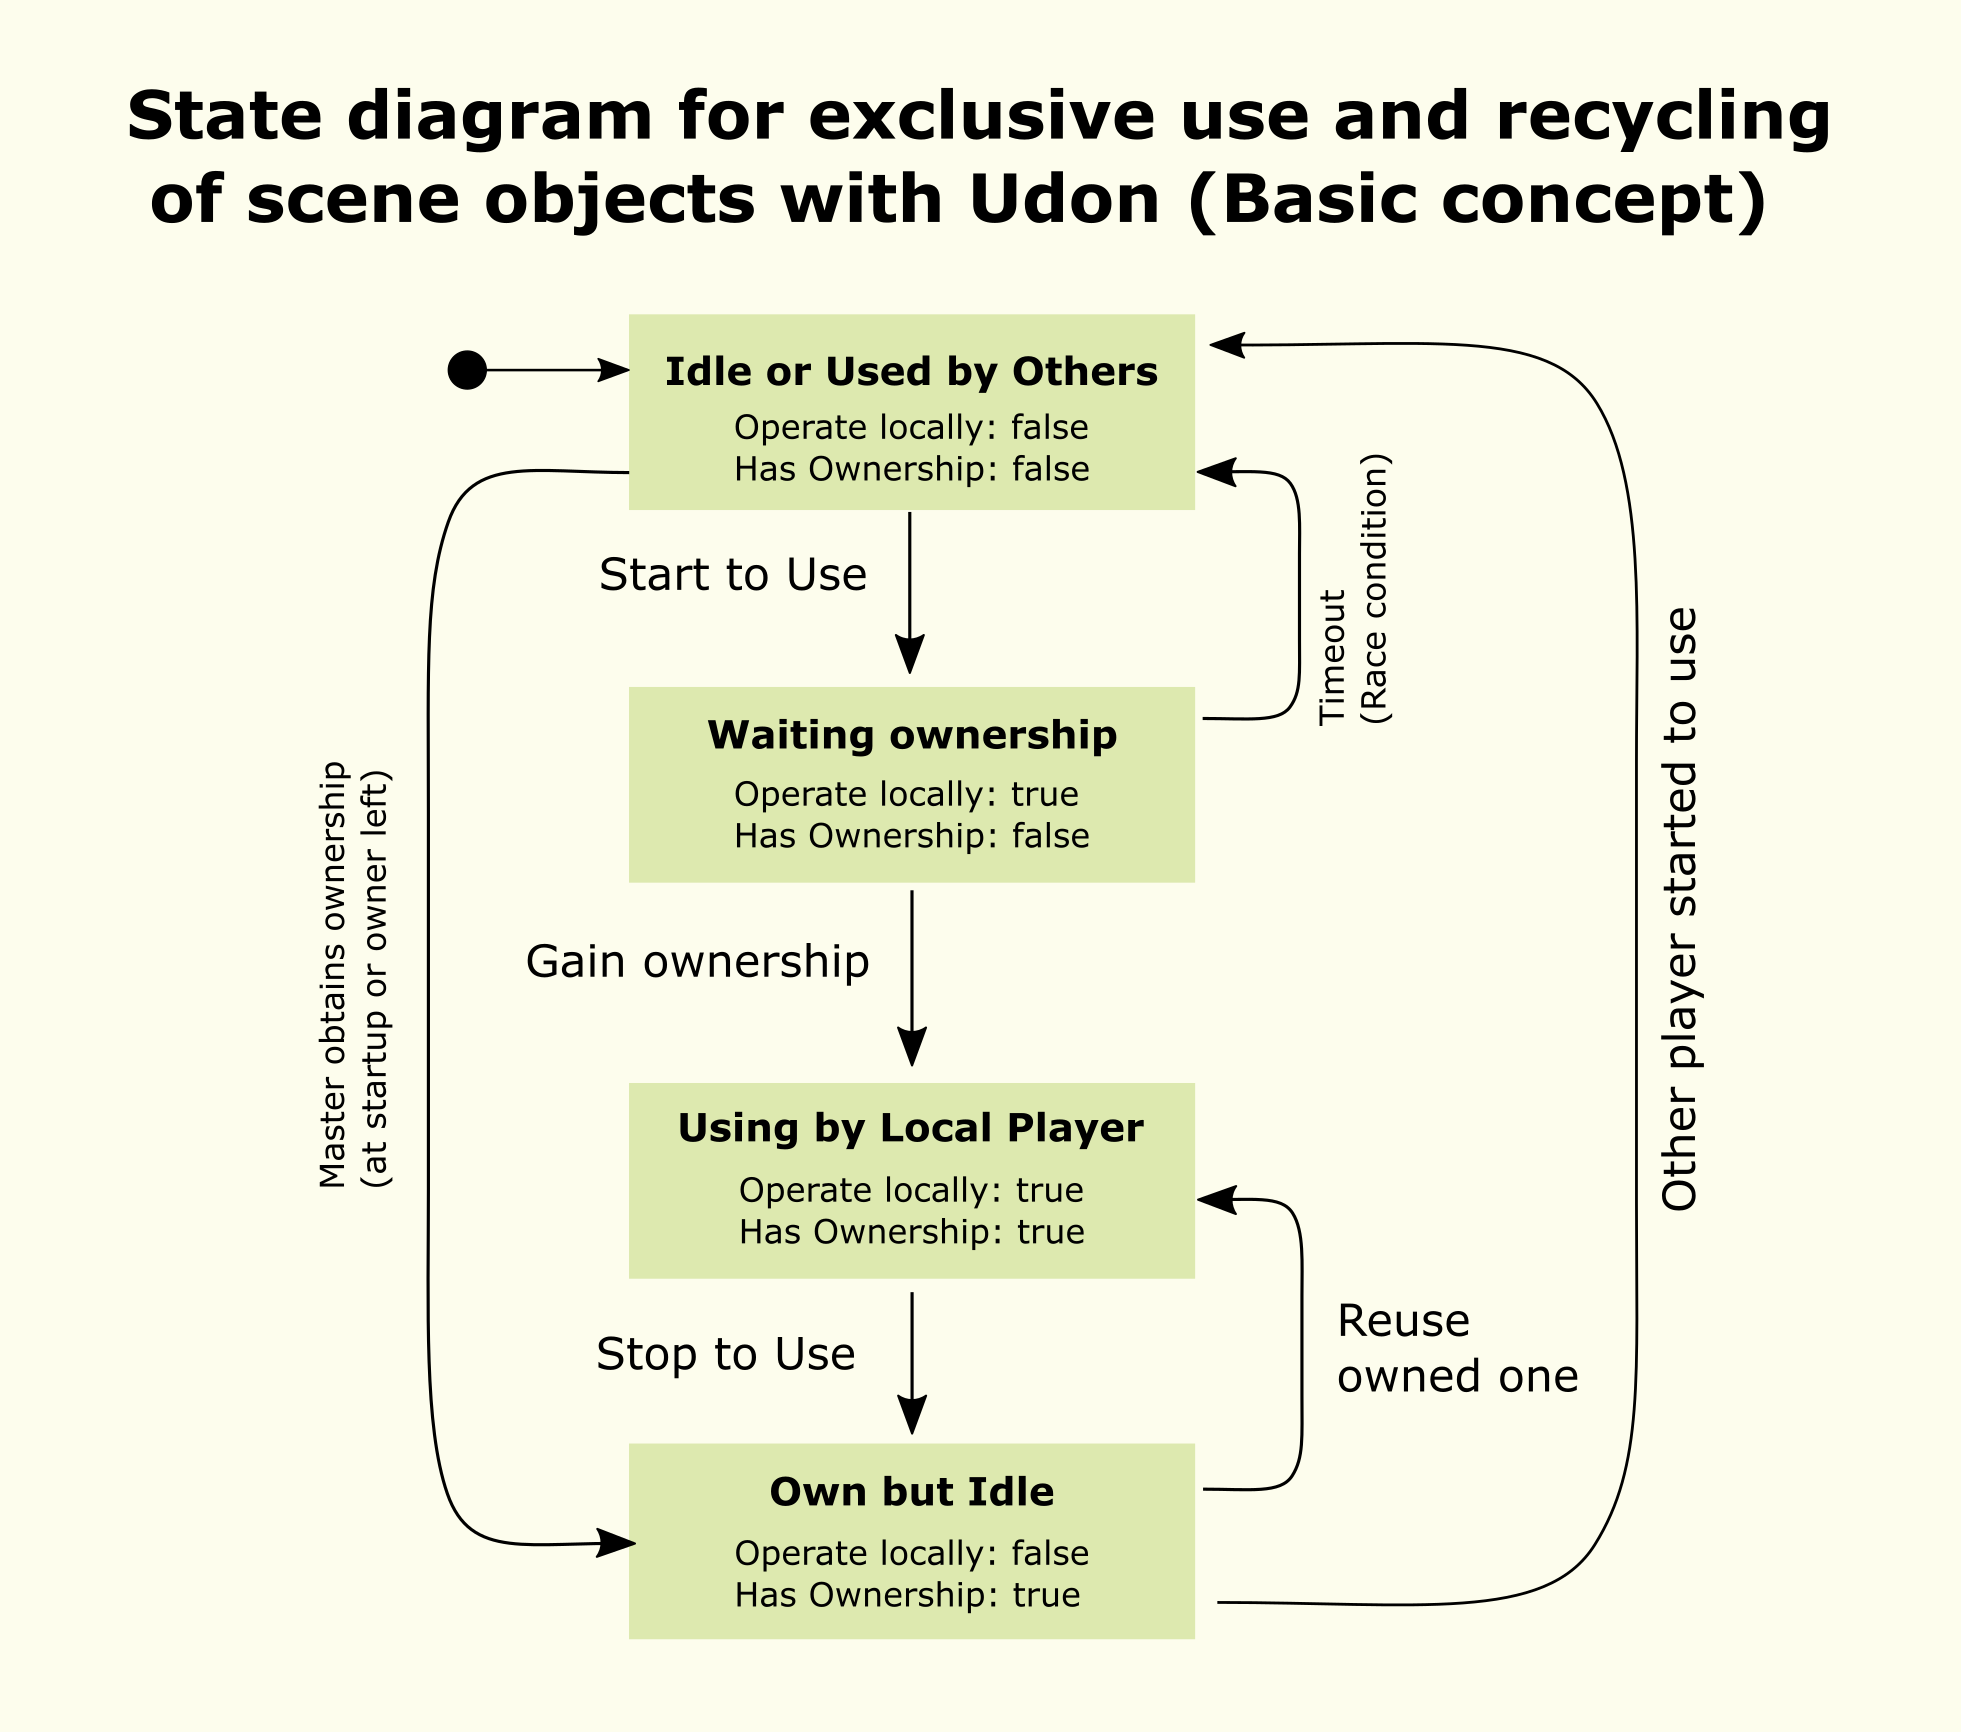 State diagram for exclusive use and recycling
of scene objects with Udon (Basic concept)
Idle or Used by Others
Operate locally: false
Has Ownership: false
Start to Use
Timeout
(Race condition)
Waiting ownership
Operate locally: true
Has Ownership: false
Other player started to use
Master obtains ownership
(at startup or owner left)
Gain ownership
Using by Local Player
Operate locally: true
Has Ownership: true
Stop to Use
Reuse
owned one
Own but Idle
Operate locally: false
Has Ownership: true